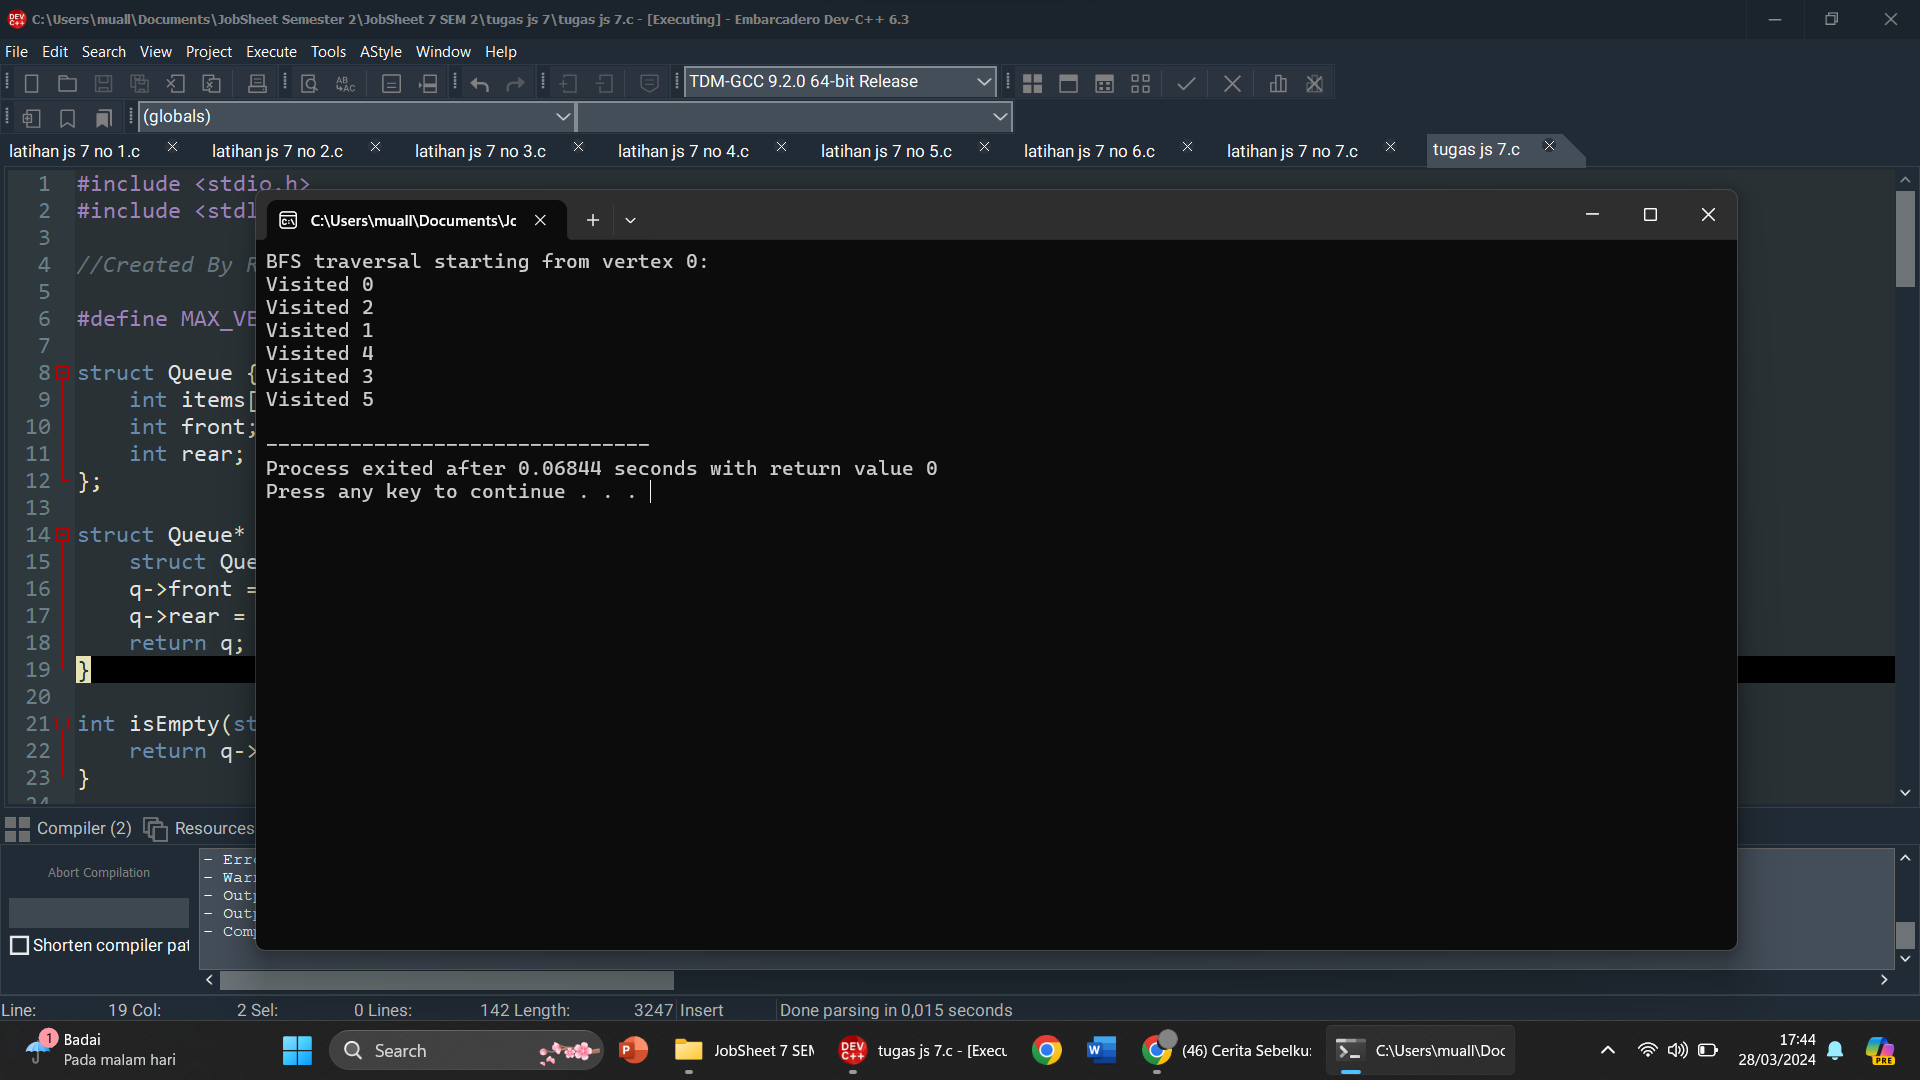 C:\Users\muall\Documents\JobSheet Semester 2\JobSheet 7 SEM 2\tugas js 7\tugas js 7.c - [Executing] - Embarcadero Dev-C++ 6.3
File Edit Search View Project Execute Tools AStyle Window Help
TDM-GCC 9.2.0 64-bit Release
(globals)
latihan js 7 no 1.c latihan js 7 no 2.c latihan js 7 no 3.c latihan js 7 no 4.c latihan js 7 no 5.c latihan js 7 no 6.c latihan js 7 no 7.c tugas js 7.c
1 #include <stdio.h>
2 #include <stdl
3
4 //Created By R
5
6 #define MAX_VE
7
8 struct Queue {
9 int items[
10 int front;
11 int rear;
12 };
13
14 struct Queue*
15 struct Que
16 q->front =
17 q->rear =
18 return q;
19 }
20
21 int isEmpty(st
22 return q->
23 }
24
C:\Users\muall\Documents\Jc
BFS traversal starting from vertex 0:
Visited 0
Visited 2
Visited 1
Visited 4
Visited 3
Visited 5
--------------------------------
Process exited after 0.06844 seconds with return value 0
Press any key to continue . . .
Compiler (2) Resources
Abort Compilation
Shorten compiler pat
- Erro
- Warn
- Outp
- Outp
- Comp
Line: 19 Col: 2 Sel: 0 Lines: 142 Length: 3247 Insert Done parsing in 0,015 seconds
1 Badai
Pada malam hari
Search
JobSheet 7 SEM
tugas js 7.c - [Execu
(46) Cerita Sebelku:
C:\Users\muall\Doc
17:44
28/03/2024